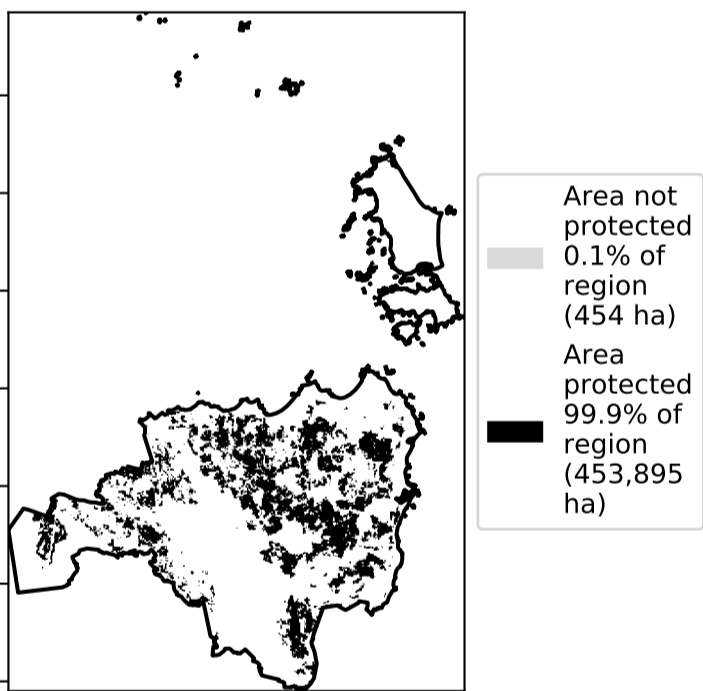 Area not
protected
0.1% of
region
(454 ha)
Area
protected
99.9% of
region
(453,895
ha)